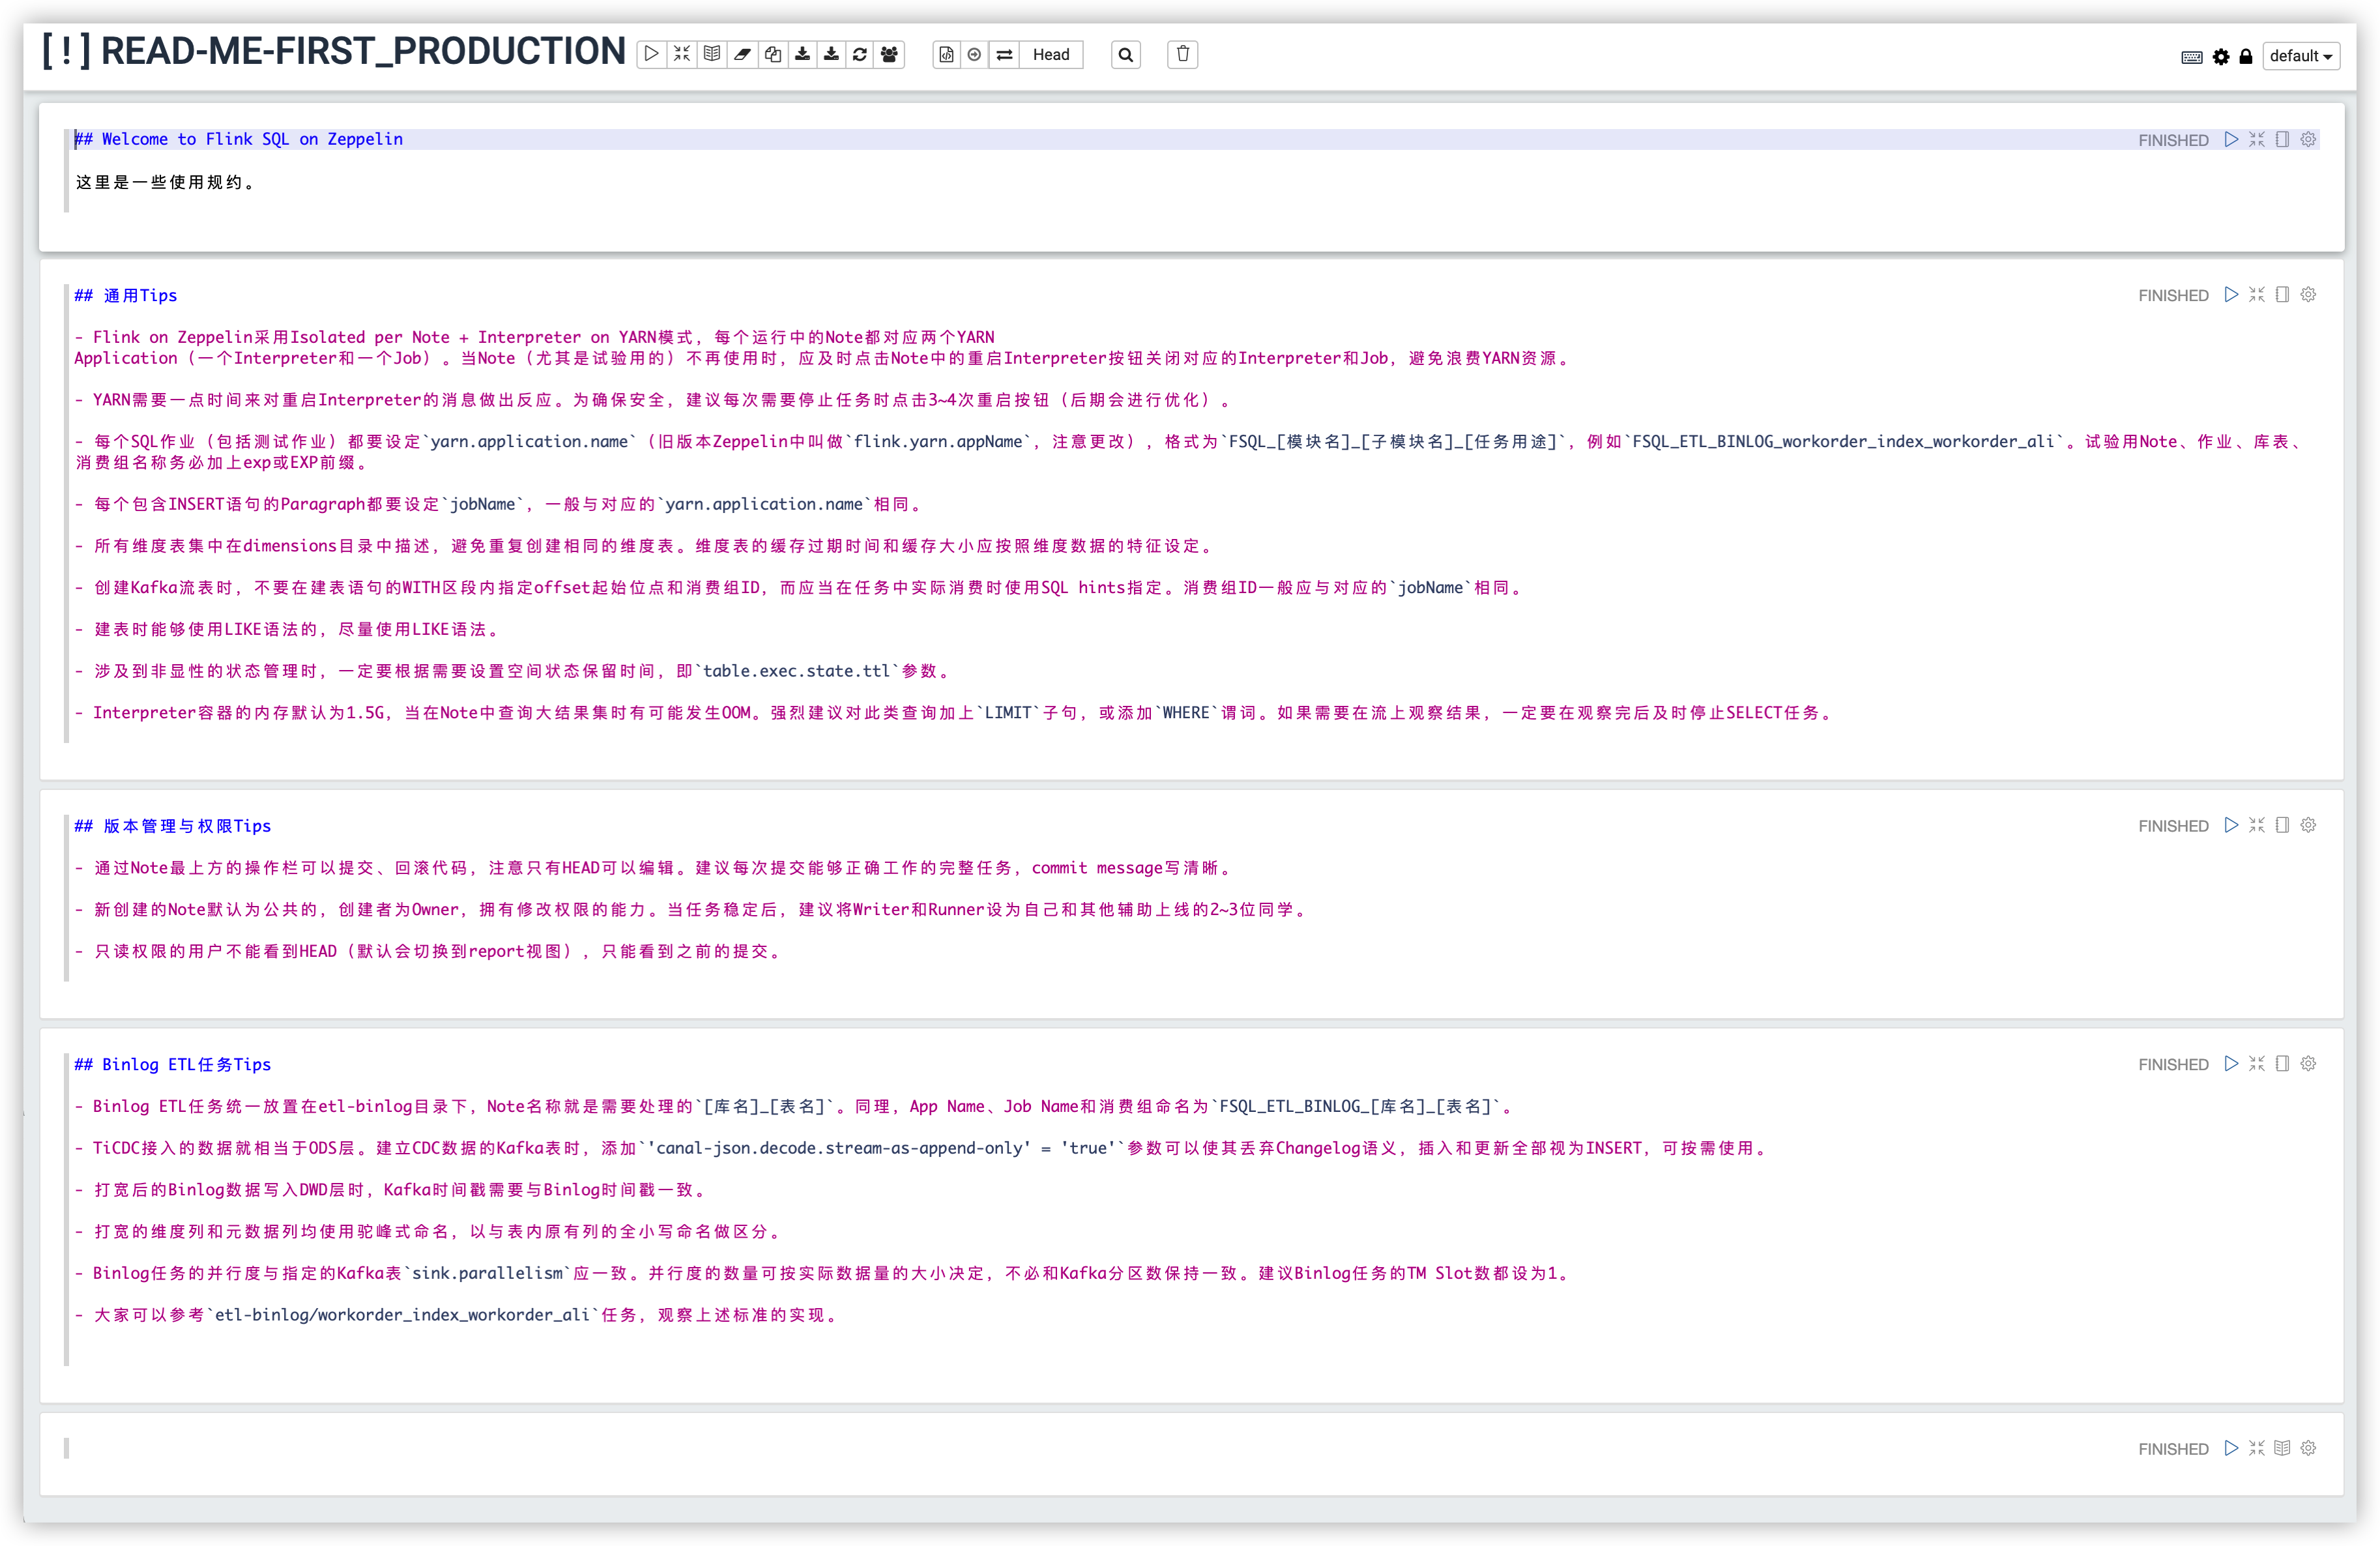 [!] READ-ME-FIRST_PRODUCTION
Head
default
## Welcome to Flink SQL on Zeppelin
FINISHED
这里是一些使用规约。
## 通用Tips
FINISHED
- Flink on Zeppelin采用Isolated per Note + Interpreter on YARN模式，每个运行中的Note都对应两个YARN
Application（一个Interpreter和一个Job）。当Note（尤其是试验用的）不再使用时，应及时点击Note中的重启Interpreter按钮关闭对应的Interpreter和Job，避免浪费YARN资源。
- YARN需要一点时间来对重启Interpreter的消息做出反应。为确保安全，建议每次需要停止任务时点击3~4次重启按钮（后期会进行优化）。
- 每个SQL作业（包括测试作业）都要设定`yarn.application.name`（旧版本Zeppelin中叫做`flink.yarn.appName`，注意更改），格式为`FSQL_[模块名]_[子模块名]_[任务用途]`，例如`FSQL_ETL_BINLOG_workorder_index_workorder_ali`。试验用Note、作业、库表、
消费组名称务必加上exp或EXP前缀。
- 每个包含INSERT语句的Paragraph都要设定`jobName`，一般与对应的`yarn.application.name`相同。
- 所有维度表集中在dimensions目录中描述，避免重复创建相同的维度表。维度表的缓存过期时间和缓存大小应按照维度数据的特征设定。
- 创建Kafka流表时，不要在建表语句的WITH区段内指定offset起始位点和消费组ID，而应当在任务中实际消费时使用SQL hints指定。消费组ID一般应与对应的`jobName`相同。
- 建表时能够使用LIKE语法的，尽量使用LIKE语法。
- 涉及到非显性的状态管理时，一定要根据需要设置空间状态保留时间，即`table.exec.state.ttl`参数。
- Interpreter容器的内存默认为1.5G，当在Note中查询大结果集时有可能发生OOM。强烈建议对此类查询加上`LIMIT`子句，或添加`WHERE`谓词。如果需要在流上观察结果，一定要在观察完后及时停止SELECT任务。
## 版本管理与权限Tips
FINISHED
- 通过Note最上方的操作栏可以提交、回滚代码，注意只有HEAD可以编辑。建议每次提交能够正确工作的完整任务，commit message写清晰。
- 新创建的Note默认为公共的，创建者为Owner，拥有修改权限的能力。当任务稳定后，建议将Writer和Runner设为自己和其他辅助上线的2~3位同学。
- 只读权限的用户不能看到HEAD（默认会切换到report视图），只能看到之前的提交。
## Binlog ETL任务Tips
FINISHED
- Binlog ETL任务统一放置在etl-binlog目录下，Note名称就是需要处理的`[库名]_[表名]`。同理，App Name、Job Name和消费组命名为`FSQL_ETL_BINLOG_[库名]_[表名]`。
- TiCDC接入的数据就相当于ODS层。建立CDC数据的Kafka表时，添加`'canal-json.decode.stream-as-append-only' = 'true'`参数可以使其丢弃Changelog语义，插入和更新全部视为INSERT，可按需使用。
- 打宽后的Binlog数据写入DWD层时，Kafka时间戳需要与Binlog时间戳一致。
- 打宽的维度列和元数据列均使用驼峰式命名，以与表内原有列的全小写命名做区分。
- Binlog任务的并行度与指定的Kafka表`sink.parallelism`应一致。并行度的数量可按实际数据量的大小决定，不必和Kafka分区数保持一致。建议Binlog任务的TM Slot数都设为1。
- 大家可以参考`etl-binlog/workorder_index_workorder_ali`任务，观察上述标准的实现。
FINISHED